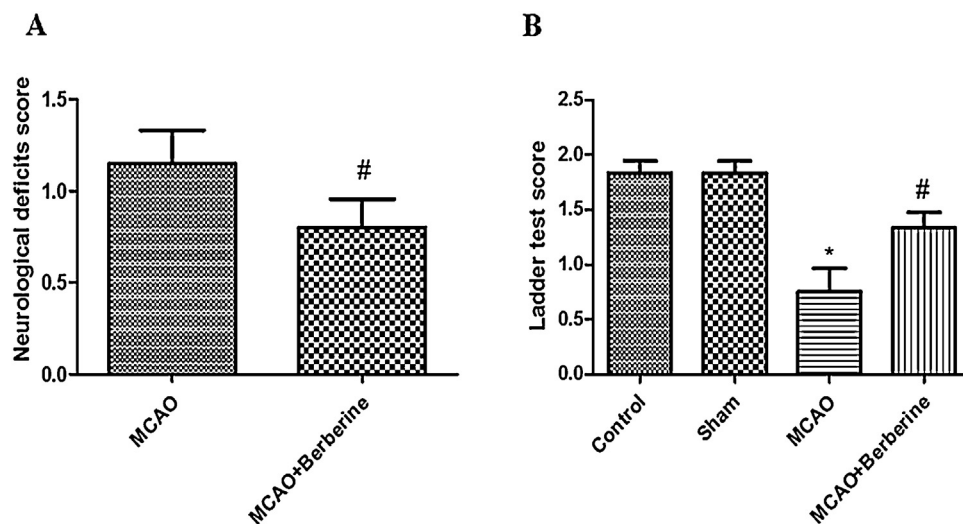 A
Neurological deficits score
1.5
1.0
0.5
0.0
#
MCAO
MCAO+Berberine
B
Ladder test score
2.5
2.0
1.5
1.0
0.5
0.0
*
#
Control
Sham
MCAO
MCAO+Berberine